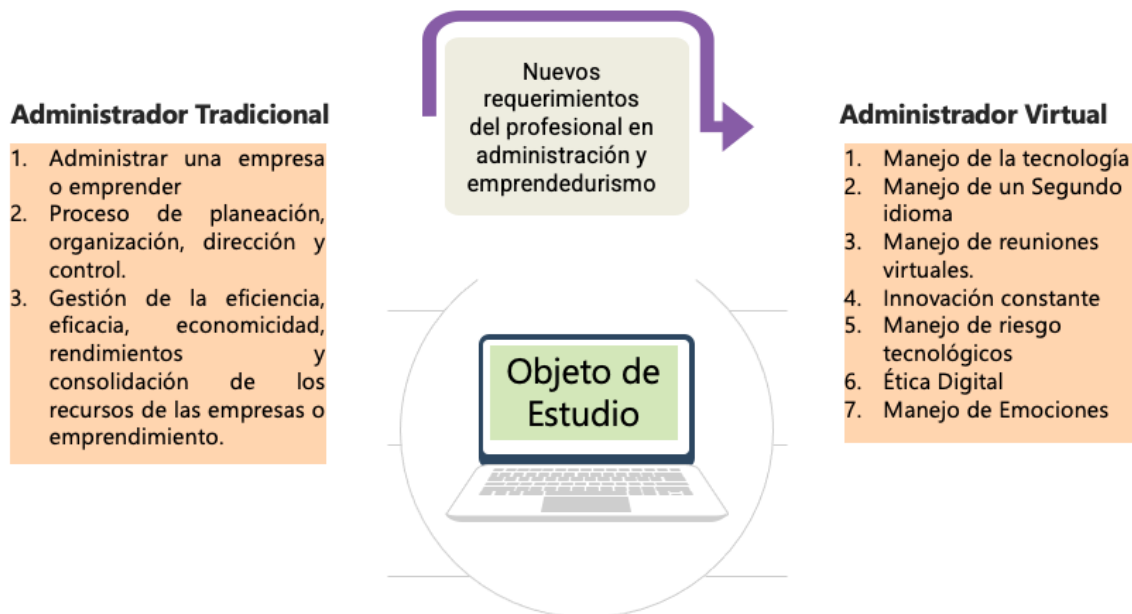 Nuevos
requerimientos
del profesional en
administración y
emprendedurismo
Administrador Tradicional
1. Administrar una empresa
o emprender
2. Proceso de planeación,
organización, dirección y
control.
3. Gestión de la eficiencia,
eficacia, economicidad,
rendimientos y
consolidación de los
recursos de las empresas o
emprendimiento.
Objeto de
Estudio
Administrador Virtual
1. Manejo de la tecnología
2. Manejo de un Segundo
idioma
3. Manejo de reuniones
virtuales.
4. Innovación constante
5. Manejo de riesgo
tecnológicos
6. Ética Digital
7. Manejo de Emociones